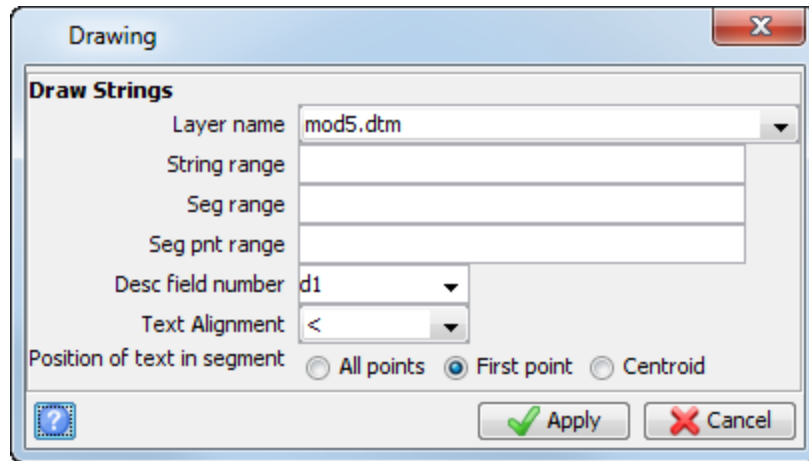 Drawing
Draw Strings
Layer name mod5.dtm
String range
Seg range
Seg pnt range
Desc field number d1
Text Alignment <
Position of text in segment All points First point Centroid
? Apply Cancel